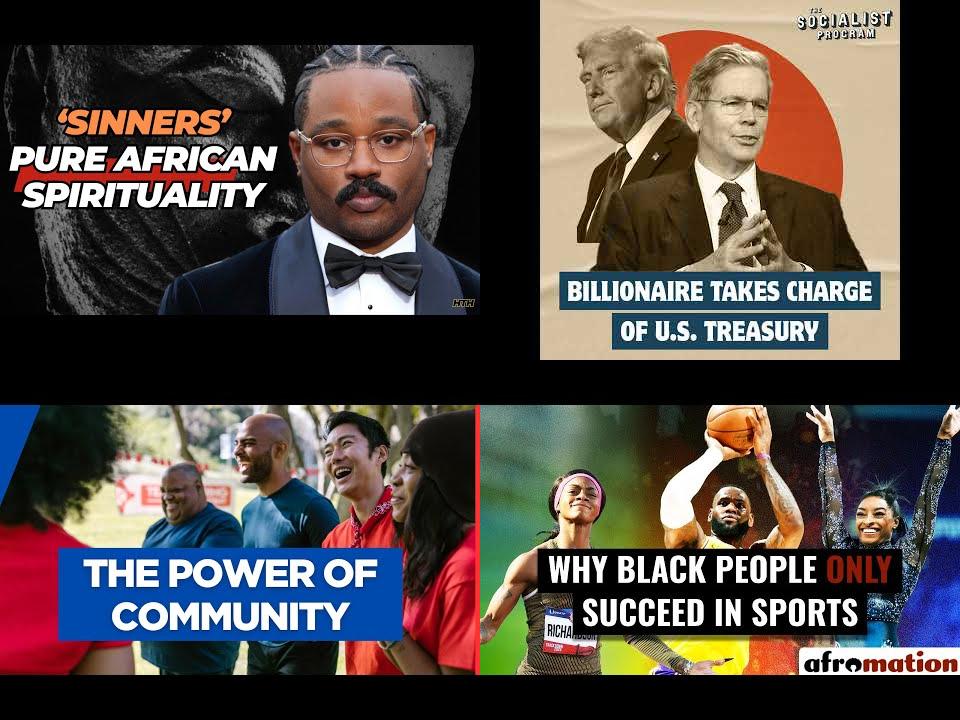 'SINNERS'
PURE AFRICAN
SPIRITUALITY
HTH
THE
SOCIALIST
PROGRAM
BILLIONAIRE TAKES CHARGE
OF U.S. TREASURY
THE POWER OF
COMMUNITY
WHY BLACK PEOPLE ONLY
SUCCEED IN SPORTS
RICHARDSON
afromation